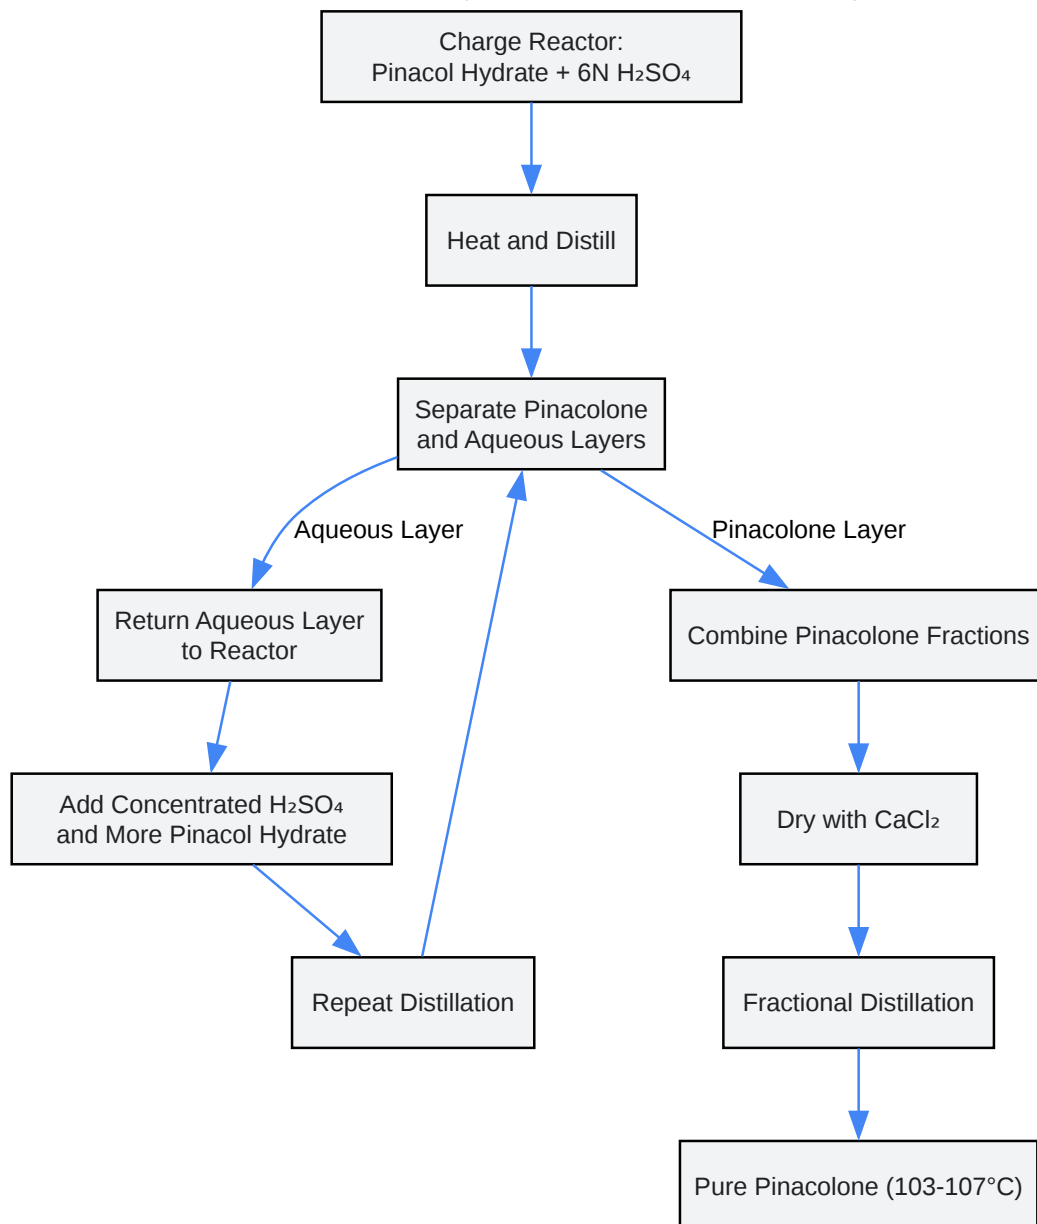 Charge Reactor:
Pinacol Hydrate + 6N H₂SO₄
Heat and Distill
Separate Pinacolone
and Aqueous Layers
Aqueous Layer
Pinacolone Layer
Return Aqueous Layer
to Reactor
Combine Pinacolone Fractions
Add Concentrated H₂SO₄
and More Pinacol Hydrate
Dry with CaCl₂
Repeat Distillation
Fractional Distillation
Pure Pinacolone (103-107°C)